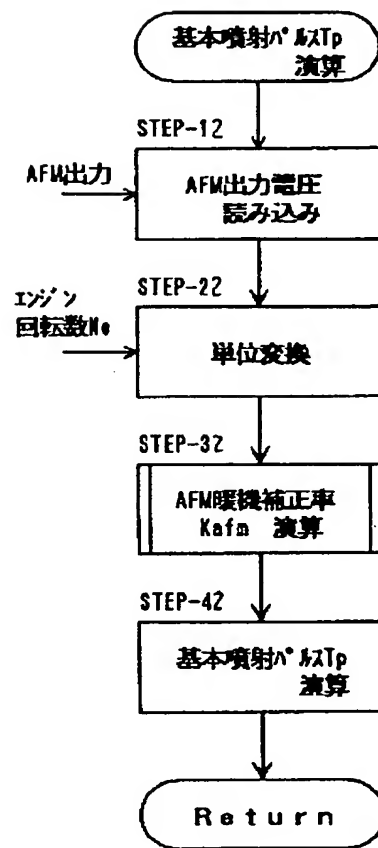 基本噴射ﾊﾟﾙｽTp
演算
STEP-12
AFM出力
AFM出力電圧
読み込み
STEP-22
ｴﾝｼﾞﾝ
回転数Ne
単位変換
STEP-32
AFM暖機補正率
Kafm 演算
STEP-42
基本噴射ﾊﾟﾙｽTp
演算
Return